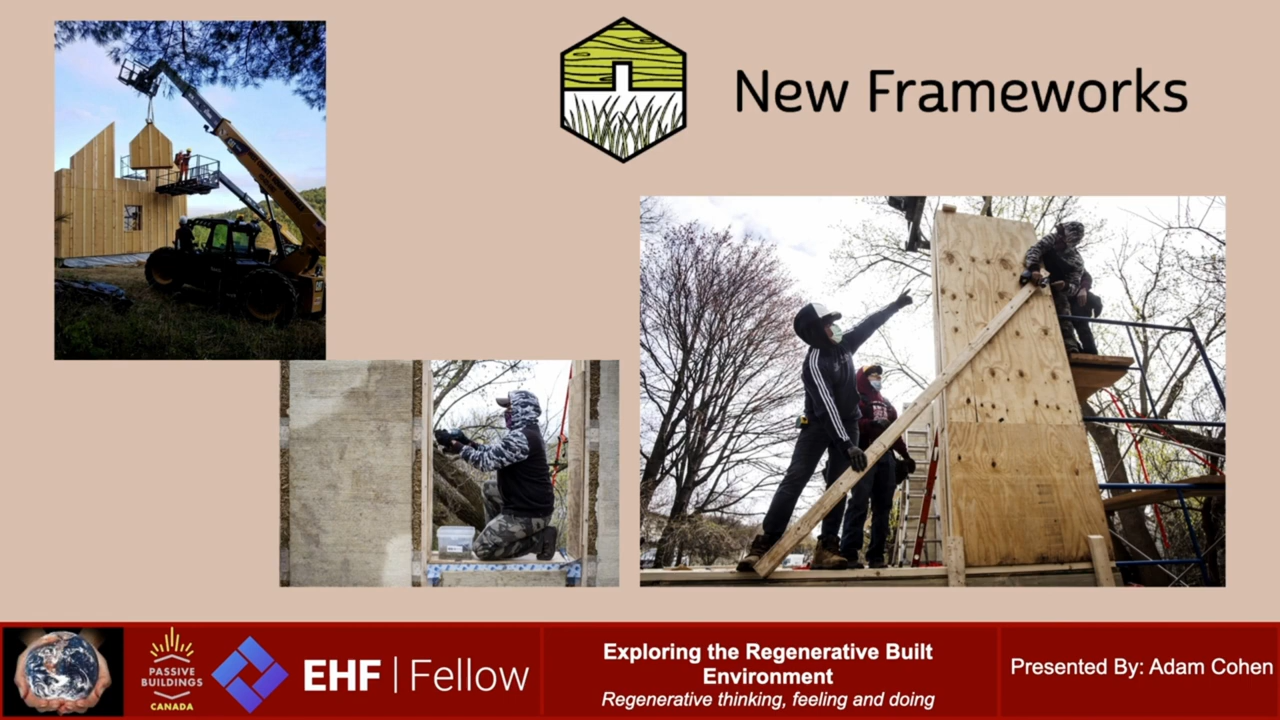 New Frameworks
PASSIVE
BUILDINGS
CANADA
EHF | Fellow
Exploring the Regenerative Built
Environment
Regenerative thinking, feeling and doing
Presented By: Adam Cohen